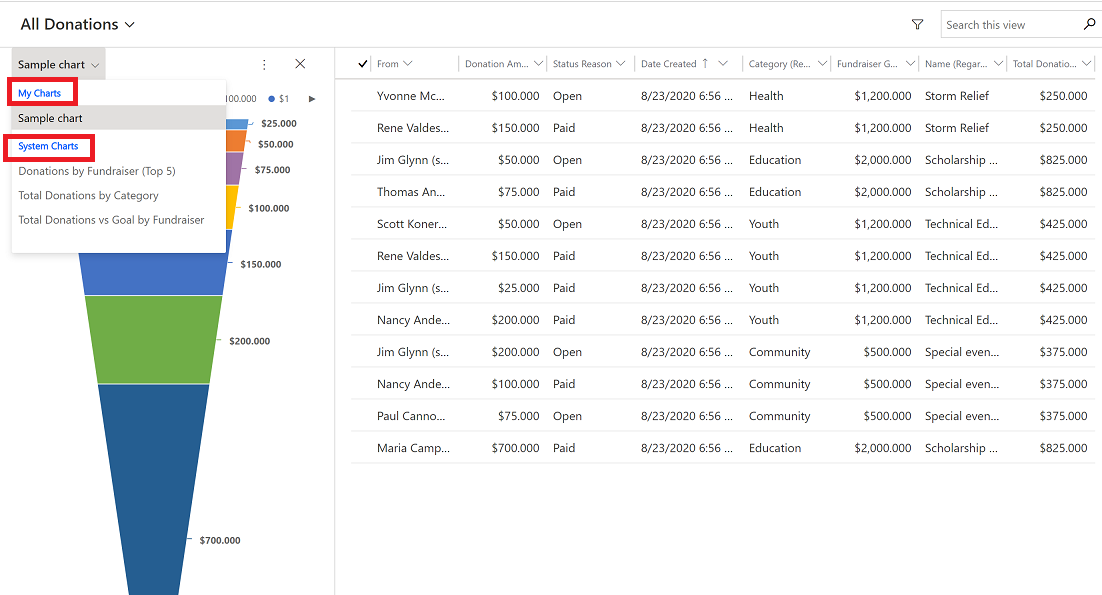 All Donations
Search this view
Sample chart
My Charts
Sample chart
System Charts
Donations by Fundraiser (Top 5)
Total Donations by Category
Total Donations vs Goal by Fundraiser
$1
$25.000
$50.000
$75.000
$100.000
$150.000
$200.000
$700.000
From Donation Am... Status Reason Date Created ↑ Category (Re... Fundraiser G... Name (Regar... Total Donatio...
Yvonne Mc... $100.000 Open 8/23/2020 6:56 ... Health $1,200.000 Storm Relief $250.000
Rene Valdes... $150.000 Paid 8/23/2020 6:56 ... Health $1,200.000 Storm Relief $250.000
Jim Glynn (s... $50.000 Open 8/23/2020 6:56 ... Education $2,000.000 Scholarship ... $825.000
Thomas An... $75.000 Paid 8/23/2020 6:56 ... Education $2,000.000 Scholarship ... $825.000
Scott Koner... $50.000 Open 8/23/2020 6:56 ... Youth $1,200.000 Technical Ed... $425.000
Rene Valdes... $150.000 Paid 8/23/2020 6:56 ... Youth $1,200.000 Technical Ed... $425.000
Jim Glynn (s... $25.000 Paid 8/23/2020 6:56 ... Youth $1,200.000 Technical Ed... $425.000
Nancy Ande... $200.000 Paid 8/23/2020 6:56 ... Youth $1,200.000 Technical Ed... $425.000
Jim Glynn (s... $200.000 Open 8/23/2020 6:56 ... Community $500.000 Special even... $375.000
Nancy Ande... $100.000 Paid 8/23/2020 6:56 ... Community $500.000 Special even... $375.000
Paul Canno... $75.000 Open 8/23/2020 6:56 ... Community $500.000 Special even... $375.000
Maria Camp... $700.000 Paid 8/23/2020 6:56 ... Education $2,000.000 Scholarship ... $825.000